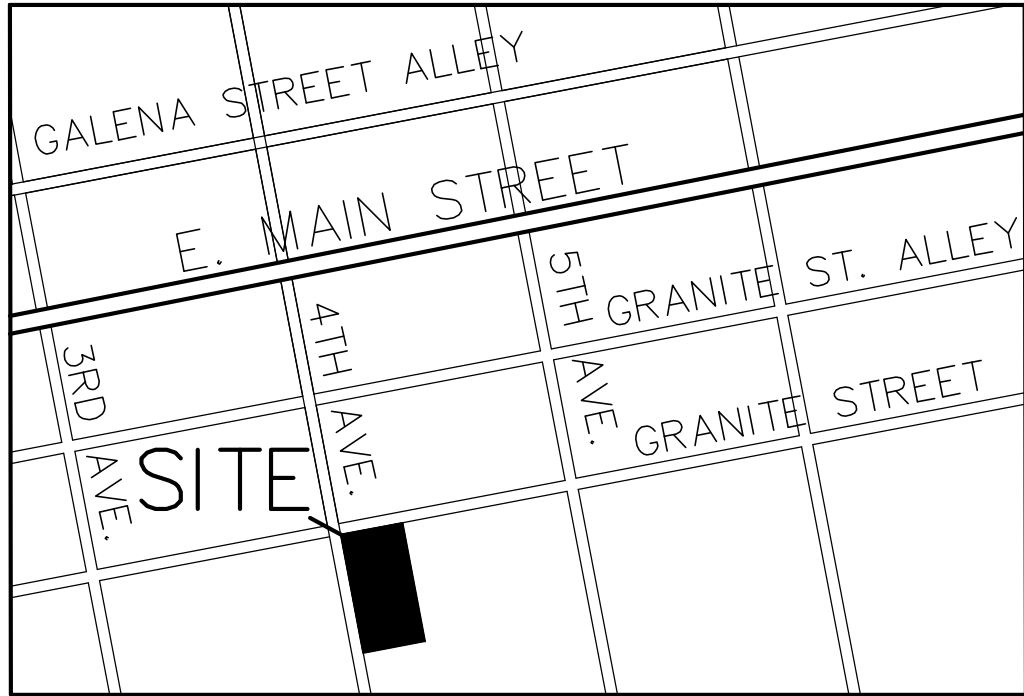 GALENA STREET ALLEY
E. MAIN STREET
GRANITE ST. ALLEY
5TH AVE.
4TH AVE.
3RD AVE.
GRANITE STREET
SITE